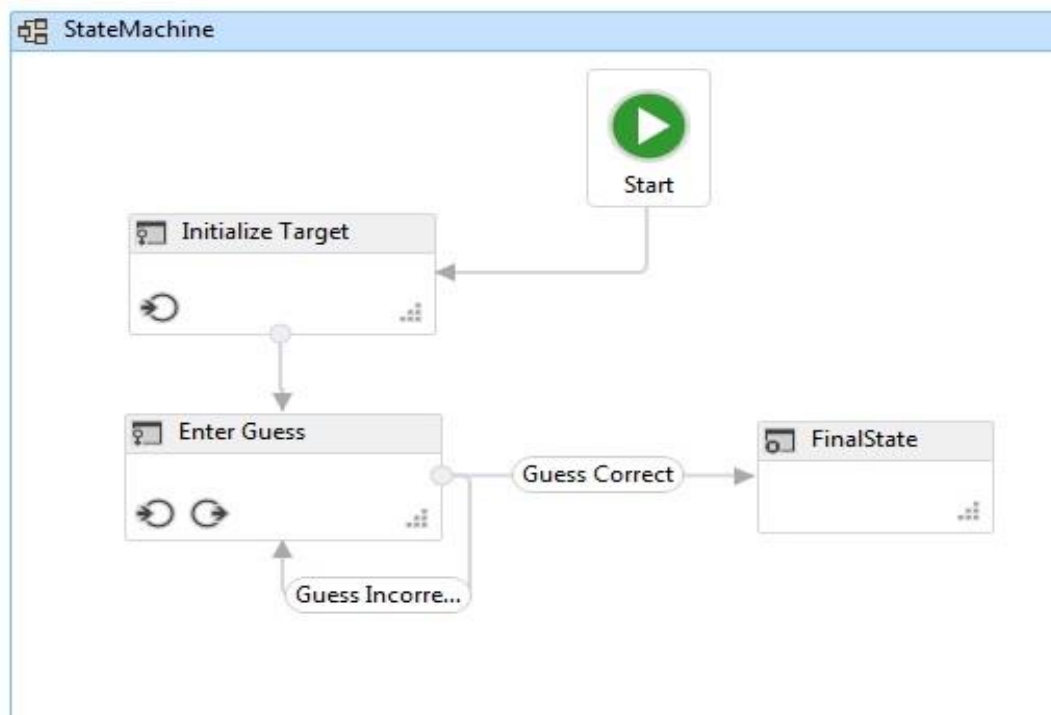 StateMachine
Start
Initialize Target
Enter Guess
FinalState
Guess Correct
Guess Incorre...